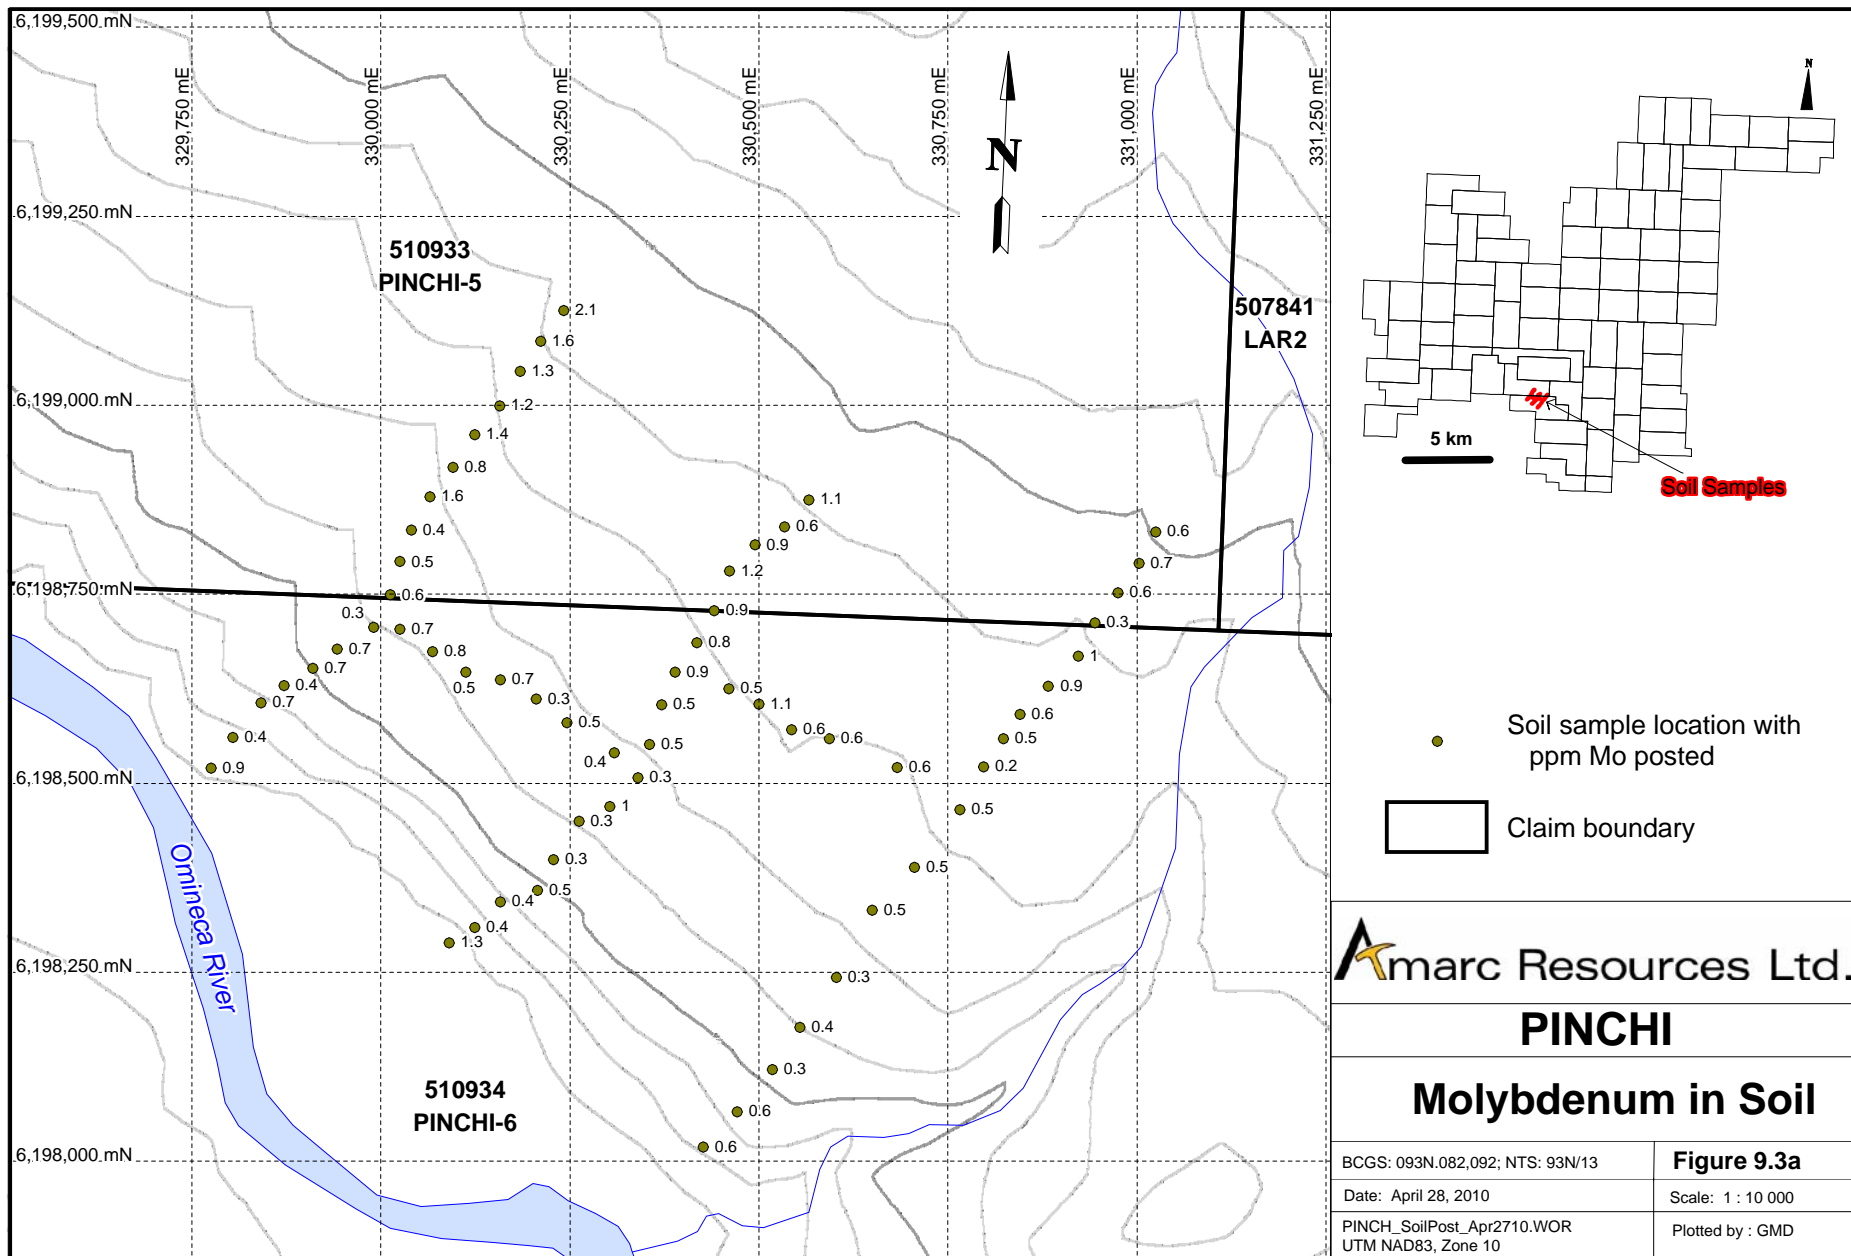 6,199,500 mN
329,750 mE
330,000 mE
330,250 mE
330,500 mE
330,750 mE
331,000 mE
331,250 mE
N
N
6,199,250 mN
510933
PINCHI-5
507841
LAR2
2.1
1.6
1.3
6,199,000 mN
1.2
1.4
0.8
1.6
0.4
0.5
1.1
0.6
0.9
1.2
0.6
0.7
0.6
6,198,750 mN
0.6
0.9
0.3
0.3
0.7
0.7
0.7
0.4
0.7
0.4
0.9
0.8
0.5
0.7
0.3
0.5
0.4
0.8
0.9
0.5
0.5
0.3
0.5
1.1
0.6
0.6
0.6
1
0.9
0.6
0.5
0.2
0.5
6,198,500 mN
1
0.3
0.3
0.5
0.4
0.4
1.3
0.5
0.5
0.3
0.4
0.3
0.6
0.6
6,198,250 mN
Omineca River
510934
PINCHI-6
6,198,000 mN
5 km
Soil Samples
Soil sample location with
ppm Mo posted
Claim boundary
Amarc Resources Ltd.
PINCHI
Molybdenum in Soil
BCGS: 093N.082,092; NTS: 93N/13
Figure 9.3a
Date: April 28, 2010
Scale: 1 : 10 000
PINCH_SoilPost_Apr2710.WOR
UTM NAD83, Zone 10
Plotted by : GMD